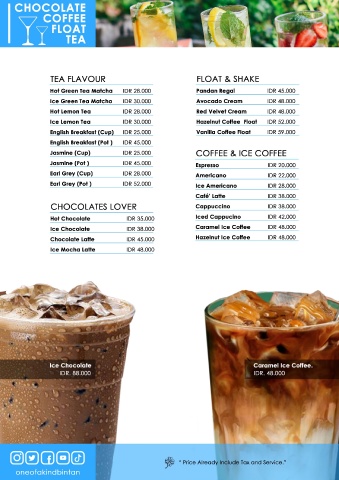 CHOCOLATE
COFFEE
FLOAT
TEA
TEA FLAVOUR
Hot Green Tea Matcha IDR 28.000
Ice Green Tea Matcha IDR 30.000
Hot Lemon Tea IDR 28.000
Ice Lemon Tea IDR 30.000
English Breakfast (Cup) IDR 25.000
English Breakfast (Pot ) IDR 45.000
Jasmine (Cup) IDR 25.000
Jasmine (Pot ) IDR 45.000
Earl Grey (Cup) IDR 28.000
Earl Grey (Pot ) IDR 52.000
CHOCOLATES LOVER
Hot Chocolate IDR 35.000
Ice Chocolate IDR 38.000
Chocolate Latte IDR 45.000
Ice Mocha Latte IDR 48.000
FLOAT & SHAKE
Pandan Regal IDR 45.000
Avocado Cream IDR 48.000
Red Velvet Cream IDR 48.000
Hazelnut Coffee Float IDR 52.000
Vanilla Coffee Float IDR 59.000
COFFEE & ICE COFFEE
Espresso IDR 20.000
Americano IDR 22.000
Ice Americano IDR 28.000
Café' Latte IDR 38.000
Cappuccino IDR 38.000
Iced Cappucino IDR 42.000
Caramel Ice Coffee IDR 48.000
Hazelnut Ice Coffee IDR 48.000
Ice Chocolate
IDR. 88.000
Caramel Ice Coffee.
IDR. 48.000
oneofakindbintan
" Price Already Include Tax and Service."